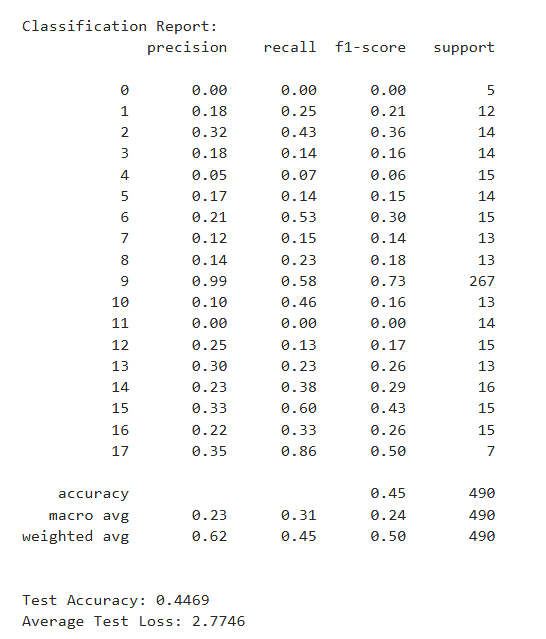 Classification Report:
precision recall f1-score support
0 0.00 0.00 0.00 5
1 0.18 0.25 0.21 12
2 0.32 0.43 0.36 14
3 0.18 0.14 0.16 14
4 0.05 0.07 0.06 15
5 0.17 0.14 0.15 14
6 0.21 0.53 0.30 15
7 0.12 0.15 0.14 13
8 0.14 0.23 0.18 13
9 0.99 0.58 0.73 267
10 0.10 0.46 0.16 13
11 0.00 0.00 0.00 14
12 0.25 0.13 0.17 15
13 0.30 0.23 0.26 13
14 0.23 0.38 0.29 16
15 0.33 0.60 0.43 15
16 0.22 0.33 0.26 15
17 0.35 0.86 0.50 7
accuracy 0.45 490
macro avg 0.23 0.31 0.24 490
weighted avg 0.62 0.45 0.50 490
Test Accuracy: 0.4469
Average Test Loss: 2.7746